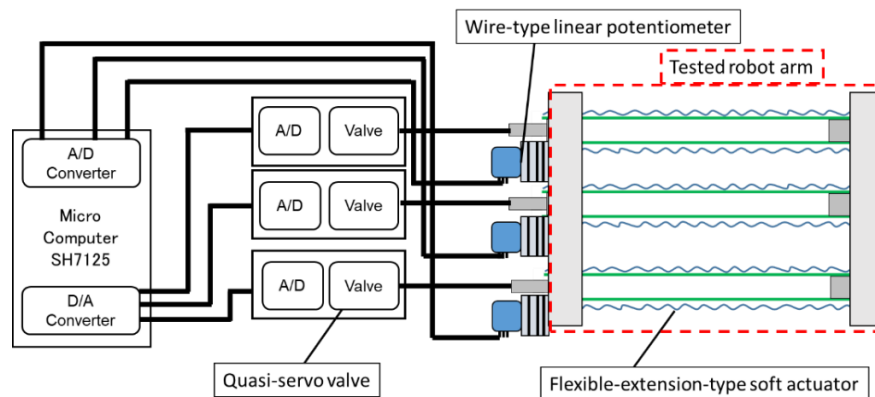 Wire-type linear
potentiometer
Tested robot arm
A/D
Converter
Micro
Computer
SH7125
D/A
Converter
A/D
Valve
A/D
Valve
A/D
Valve
Quasi-servo valve
Flexible-extension-type soft actuator